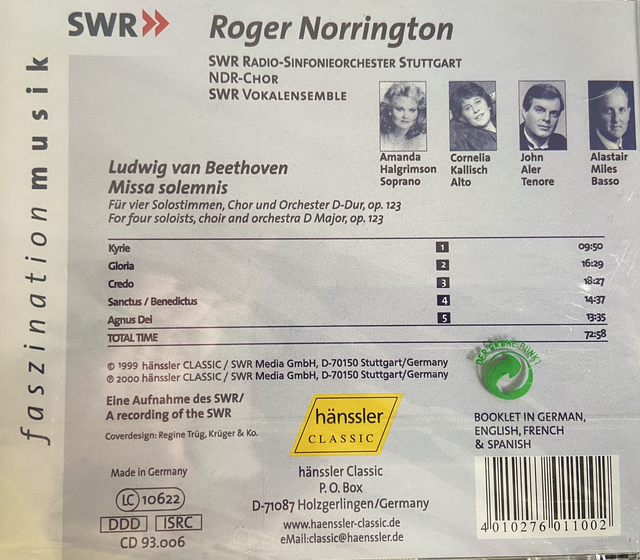 SWR
Roger Norrington
SWR Radio-Sinfonieorchester Stuttgart
NDR-Chor
SWR Vokalensemble
faszination musik
Amanda
Halgrimson
Soprano
Cornelia
Kallisch
Alto
John
Aler
Tenore
Alastair
Miles
Basso
Ludwig van Beethoven
Missa solemnis
Für vier Solostimmen, Chor und Orchester D-Dur, op. 123
For four soloists, choir and orchestra D Major, op. 123
Kyrie 1 09:50
Gloria 2 16:29
Credo 3 18:27
Sanctus / Benedictus 4 14:37
Agnus Dei 5 13:35
TOTAL TIME 72:58
© 1999 hänssler CLASSIC / SWR Media GmbH, D-70150 Stuttgart/Germany
℗ 2000 hänssler CLASSIC / SWR Media GmbH, D-70150 Stuttgart/Germany
DER GRÜNE PUNKT
Eine Aufnahme des SWR/
A recording of the SWR
Coverdesign: Regine Trüg, Krüger & Ko.
hänssler
CLASSIC
BOOKLET IN GERMAN,
ENGLISH, FRENCH
& SPANISH
Made in Germany
LC 10622
DDD ISRC
CD 93.006
hänssler Classic
P. O. Box
D-71087 Holzgerlingen/Germany
www.haenssler-classic.de
eMail:classic@haenssler.de
4 010276 011002